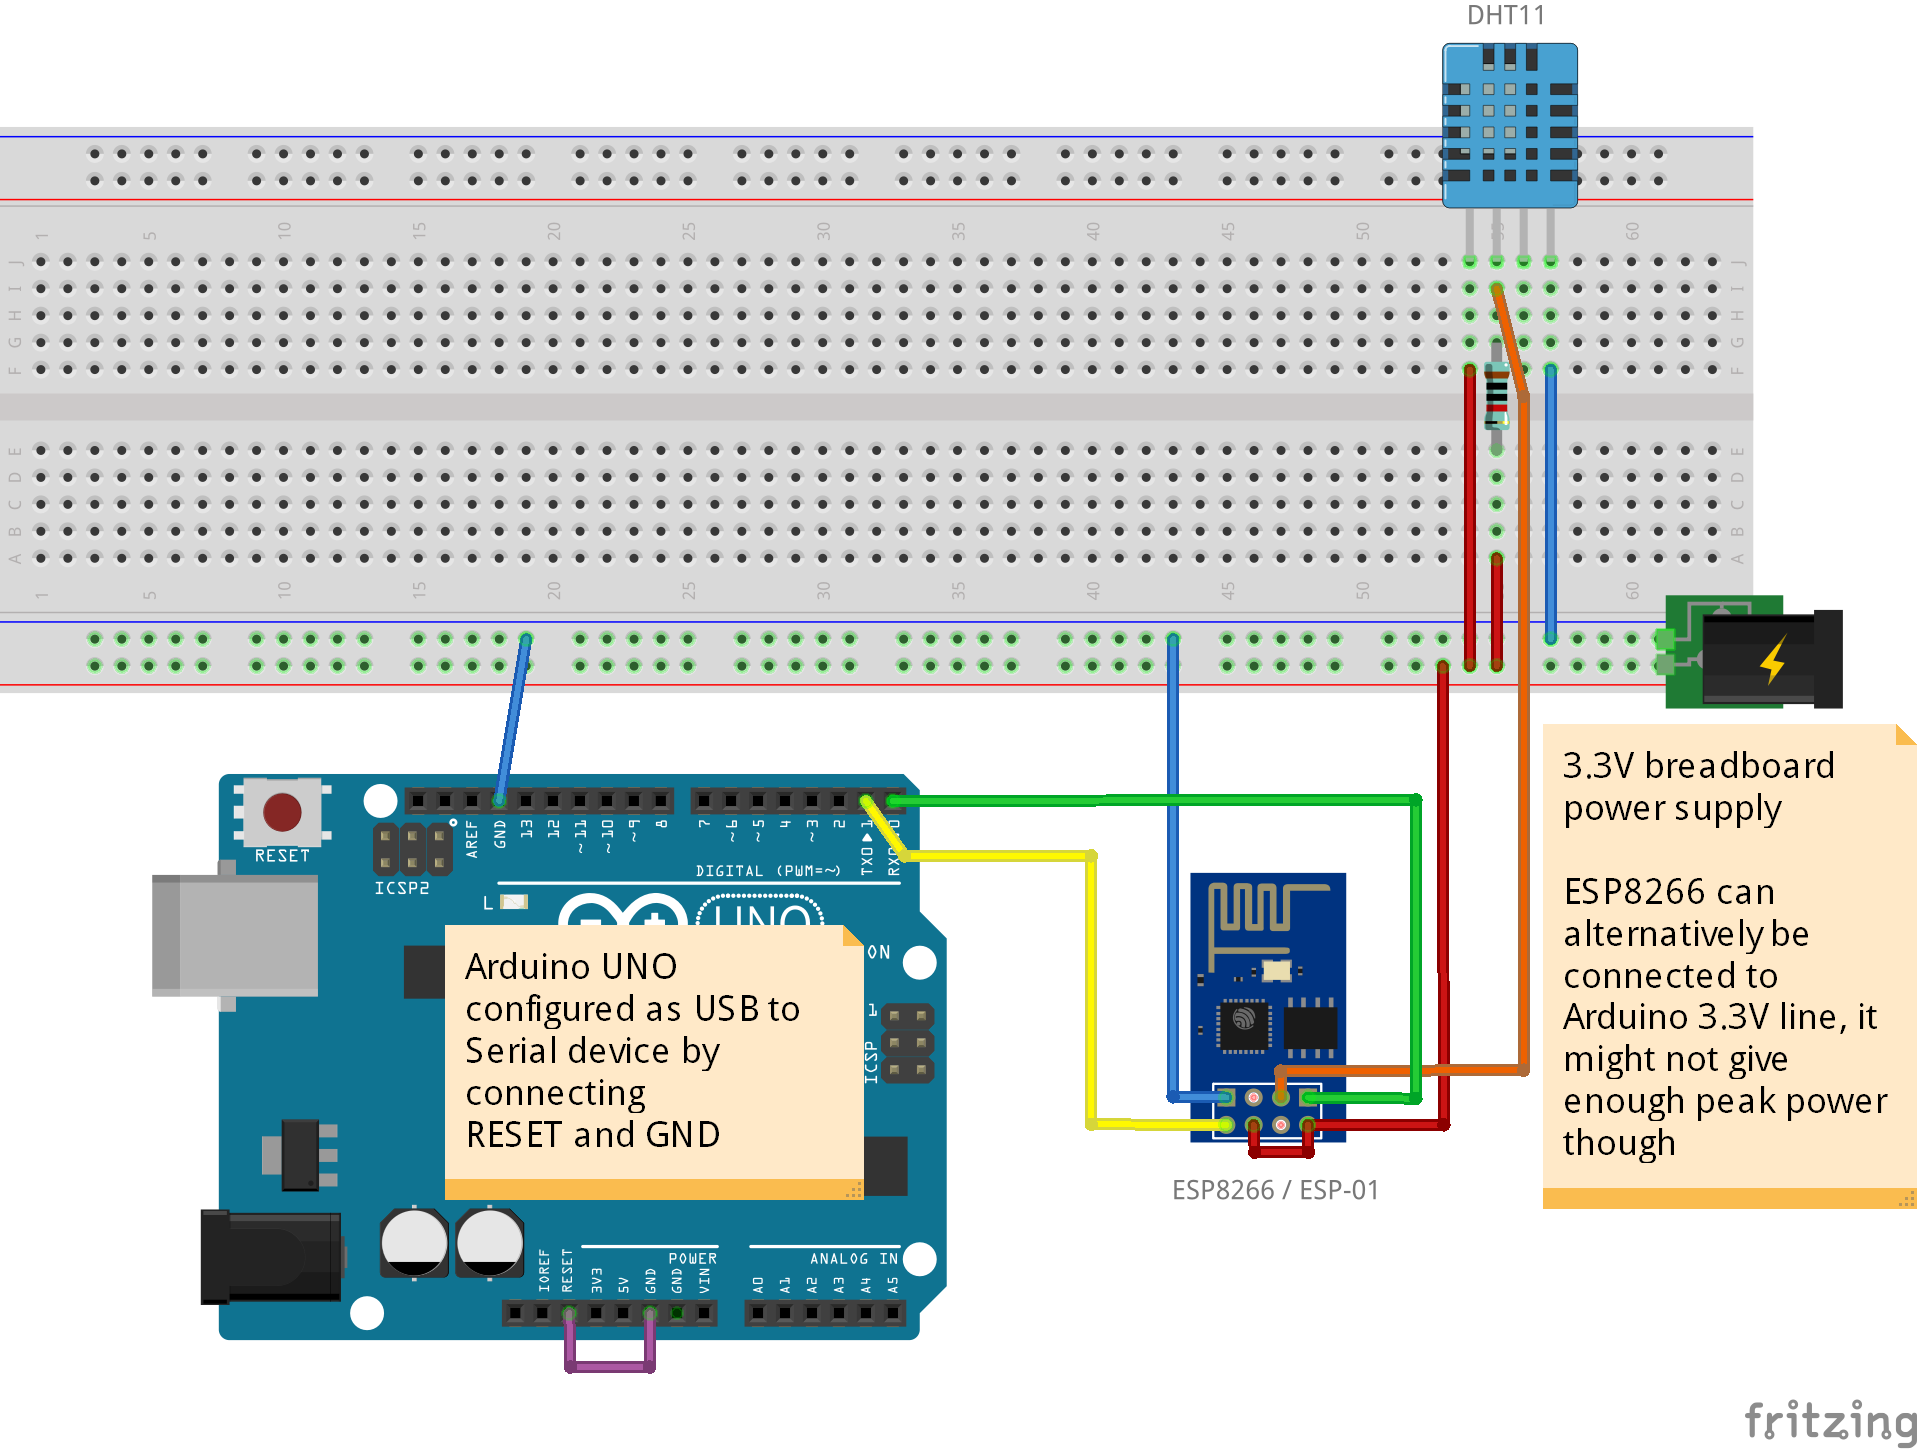 DHT11
1 5 10 15 20 25 30 35 40 45 50 55 60
J J
I I
H H
G G
F F
E E
D D
C C
B B
A A
1 5 10 15 20 25 30 35 40 45 50 60
3.3V breadboard
power supply
ESP8266 can
alternatively be
connected to
Arduino 3.3V line, it
might not give
enough peak power
though
RESET
ICSP2
AREF
GND
13
12
~11
~10
~9
8
7
~6
~5
4
~3
2
TXO▶1
DIGITAL (PWM=~)
L
UNO
ON
Arduino UNO
configured as USB to
Serial device by
connecting
RESET and GND
1
ICSP
ESP8266 / ESP-01
POWER
ANALOG IN
IOREF
RESET
3V3
5V
GND
GND
VIN
A0
A1
A2
A3
A4
A5
fritzing